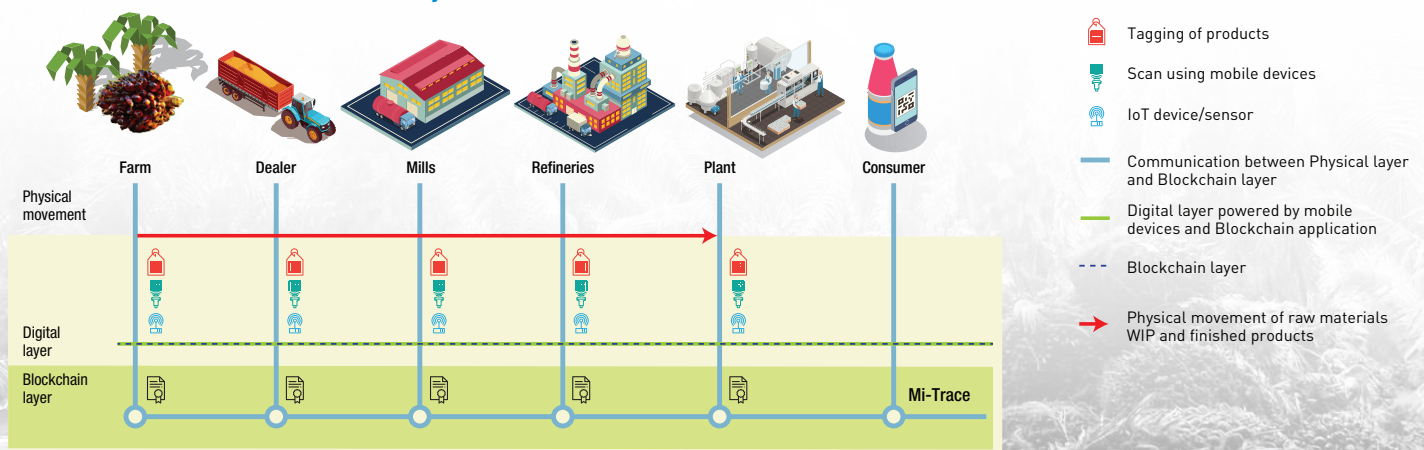 Farm
Dealer
Mills
Refineries
Plant
Consumer
Physical
movement
Digital
layer
Blockchain
layer
Mi-Trace
Tagging of products
Scan using mobile devices
IoT device/sensor
Communication between Physical layer
and Blockchain layer
Digital layer powered by mobile
devices and Blockchain application
Blockchain layer
Physical movement of raw materials
WIP and finished products